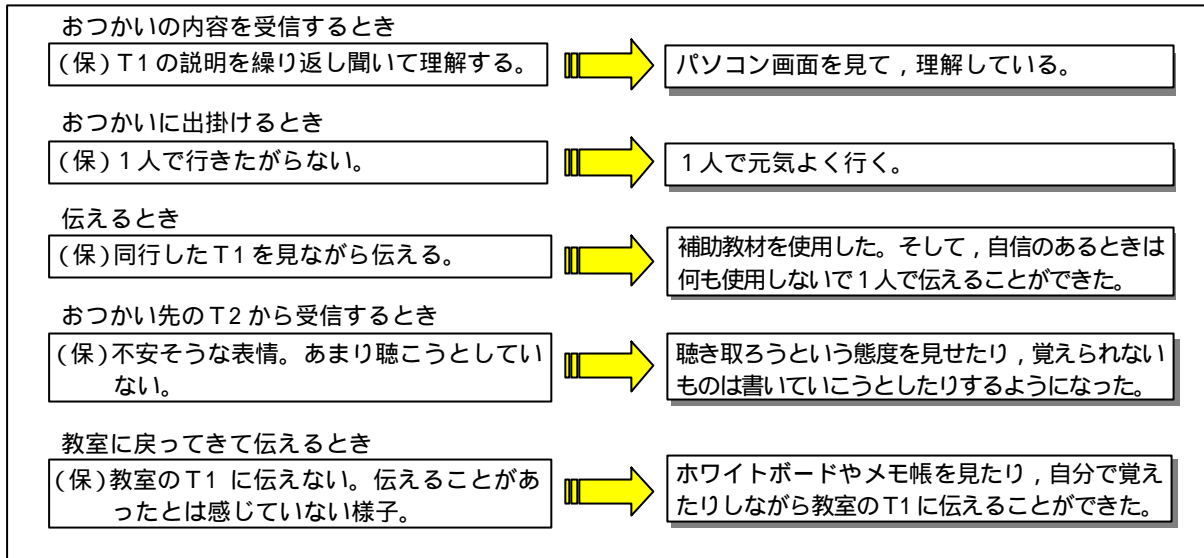 おつかいの内容を受信するとき
(保)T1の説明を繰り返し聞いて理解する。
パソコン画面を見て,理解している。
おつかいに出掛けるとき
(保)1人で行きたがらない。
1人で元気よく行く。
伝えるとき
(保)同行したT1を見ながら伝える。
補助教材を使用した。そして,自信のあるときは
何も使用しないで1人で伝えることができた。
おつかい先のT2から受信するとき
(保)不安そうな表情。あまり聴こうとしてい
ない。
聴き取ろうという態度を見せたり,覚えられない
ものは書いていこうとしたりするようになった。
教室に戻ってきて伝えるとき
(保)教室のT1 に伝えない。伝えることがあ
ったとは感じていない様子。
ホワイトボードやメモ帳を見たり,自分で覚え
たりしながら教室のT1に伝えることができた。